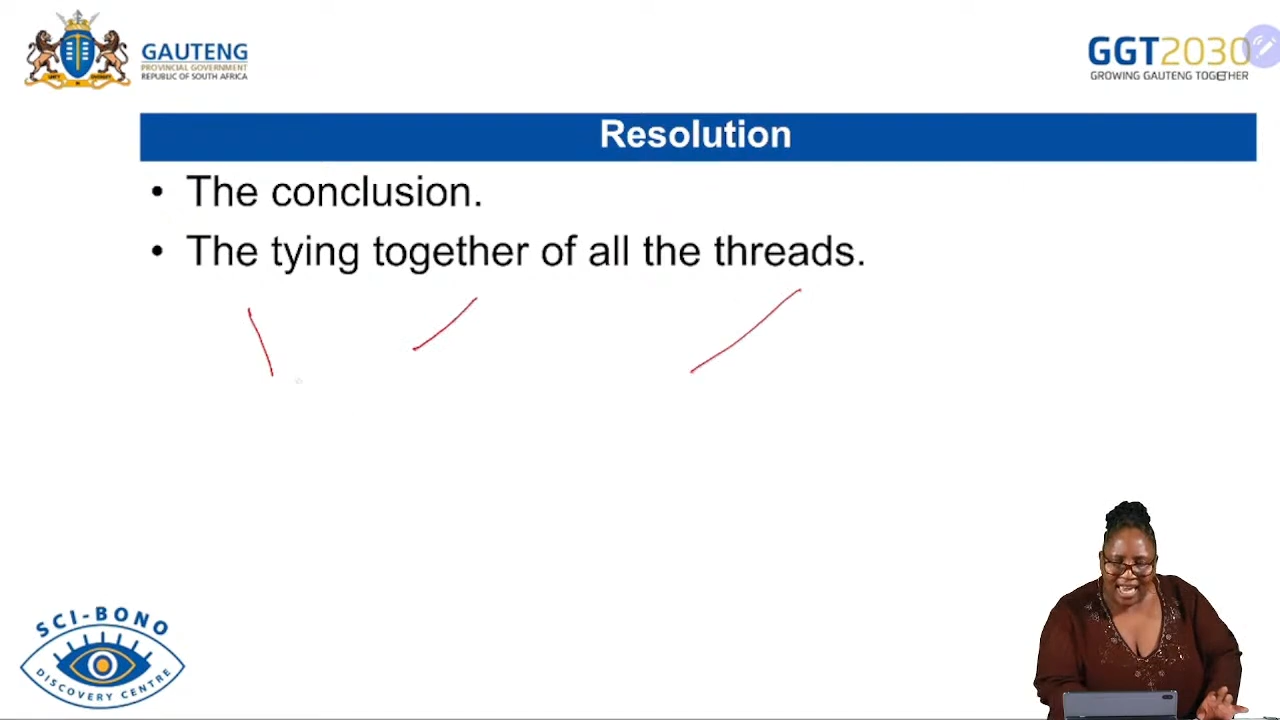 GAUTENG
PROVINCIAL GOVERNMENT
REPUBLIC OF SOUTH AFRICA
GGT2030
GROWING GAUTENG TOGETHER
Resolution
• The conclusion.
• The tying together of all the threads.
SCI-BONO
DISCOVERY CENTRE